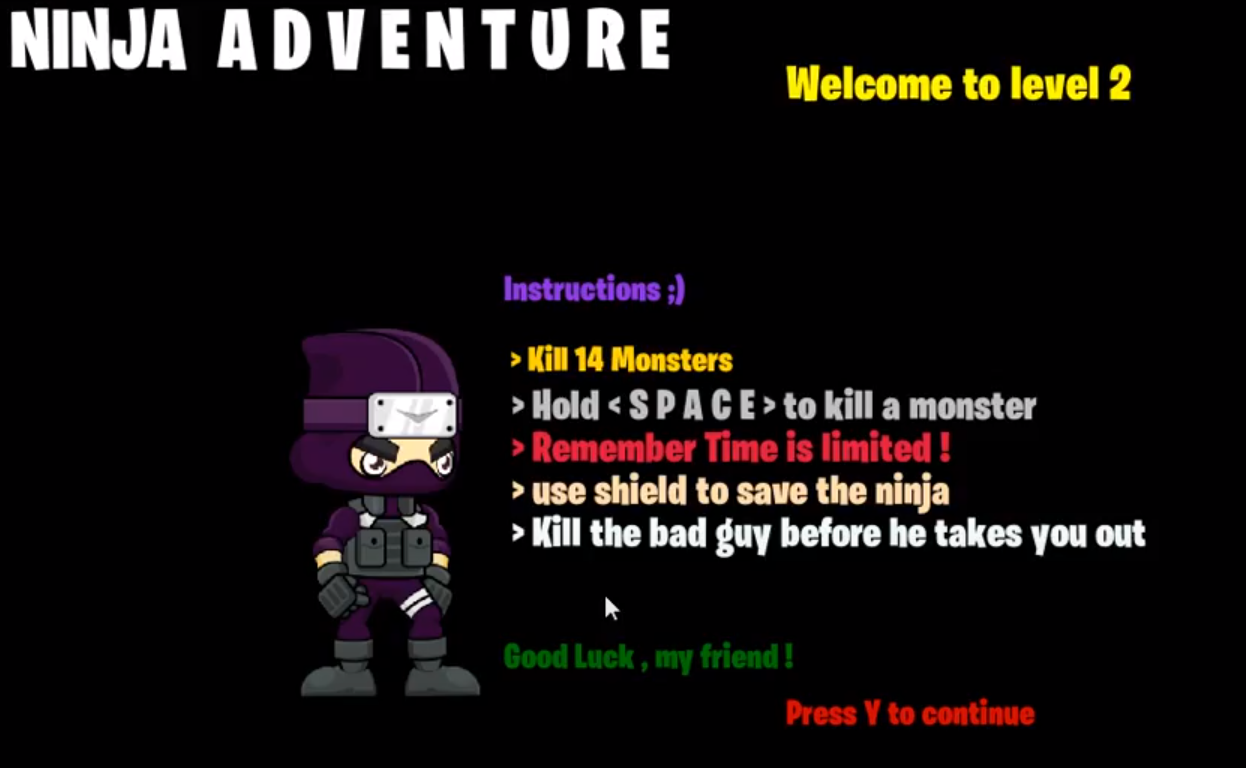 NINJA ADVENTURE
Welcome to level 2
Instructions ;)
> Kill 14 Monsters
> Hold < S P A C E > to kill a monster
> Remember Time is limited !
> use shield to save the ninja
> Kill the bad guy before he takes you out
Good Luck , my friend !
Press Y to continue